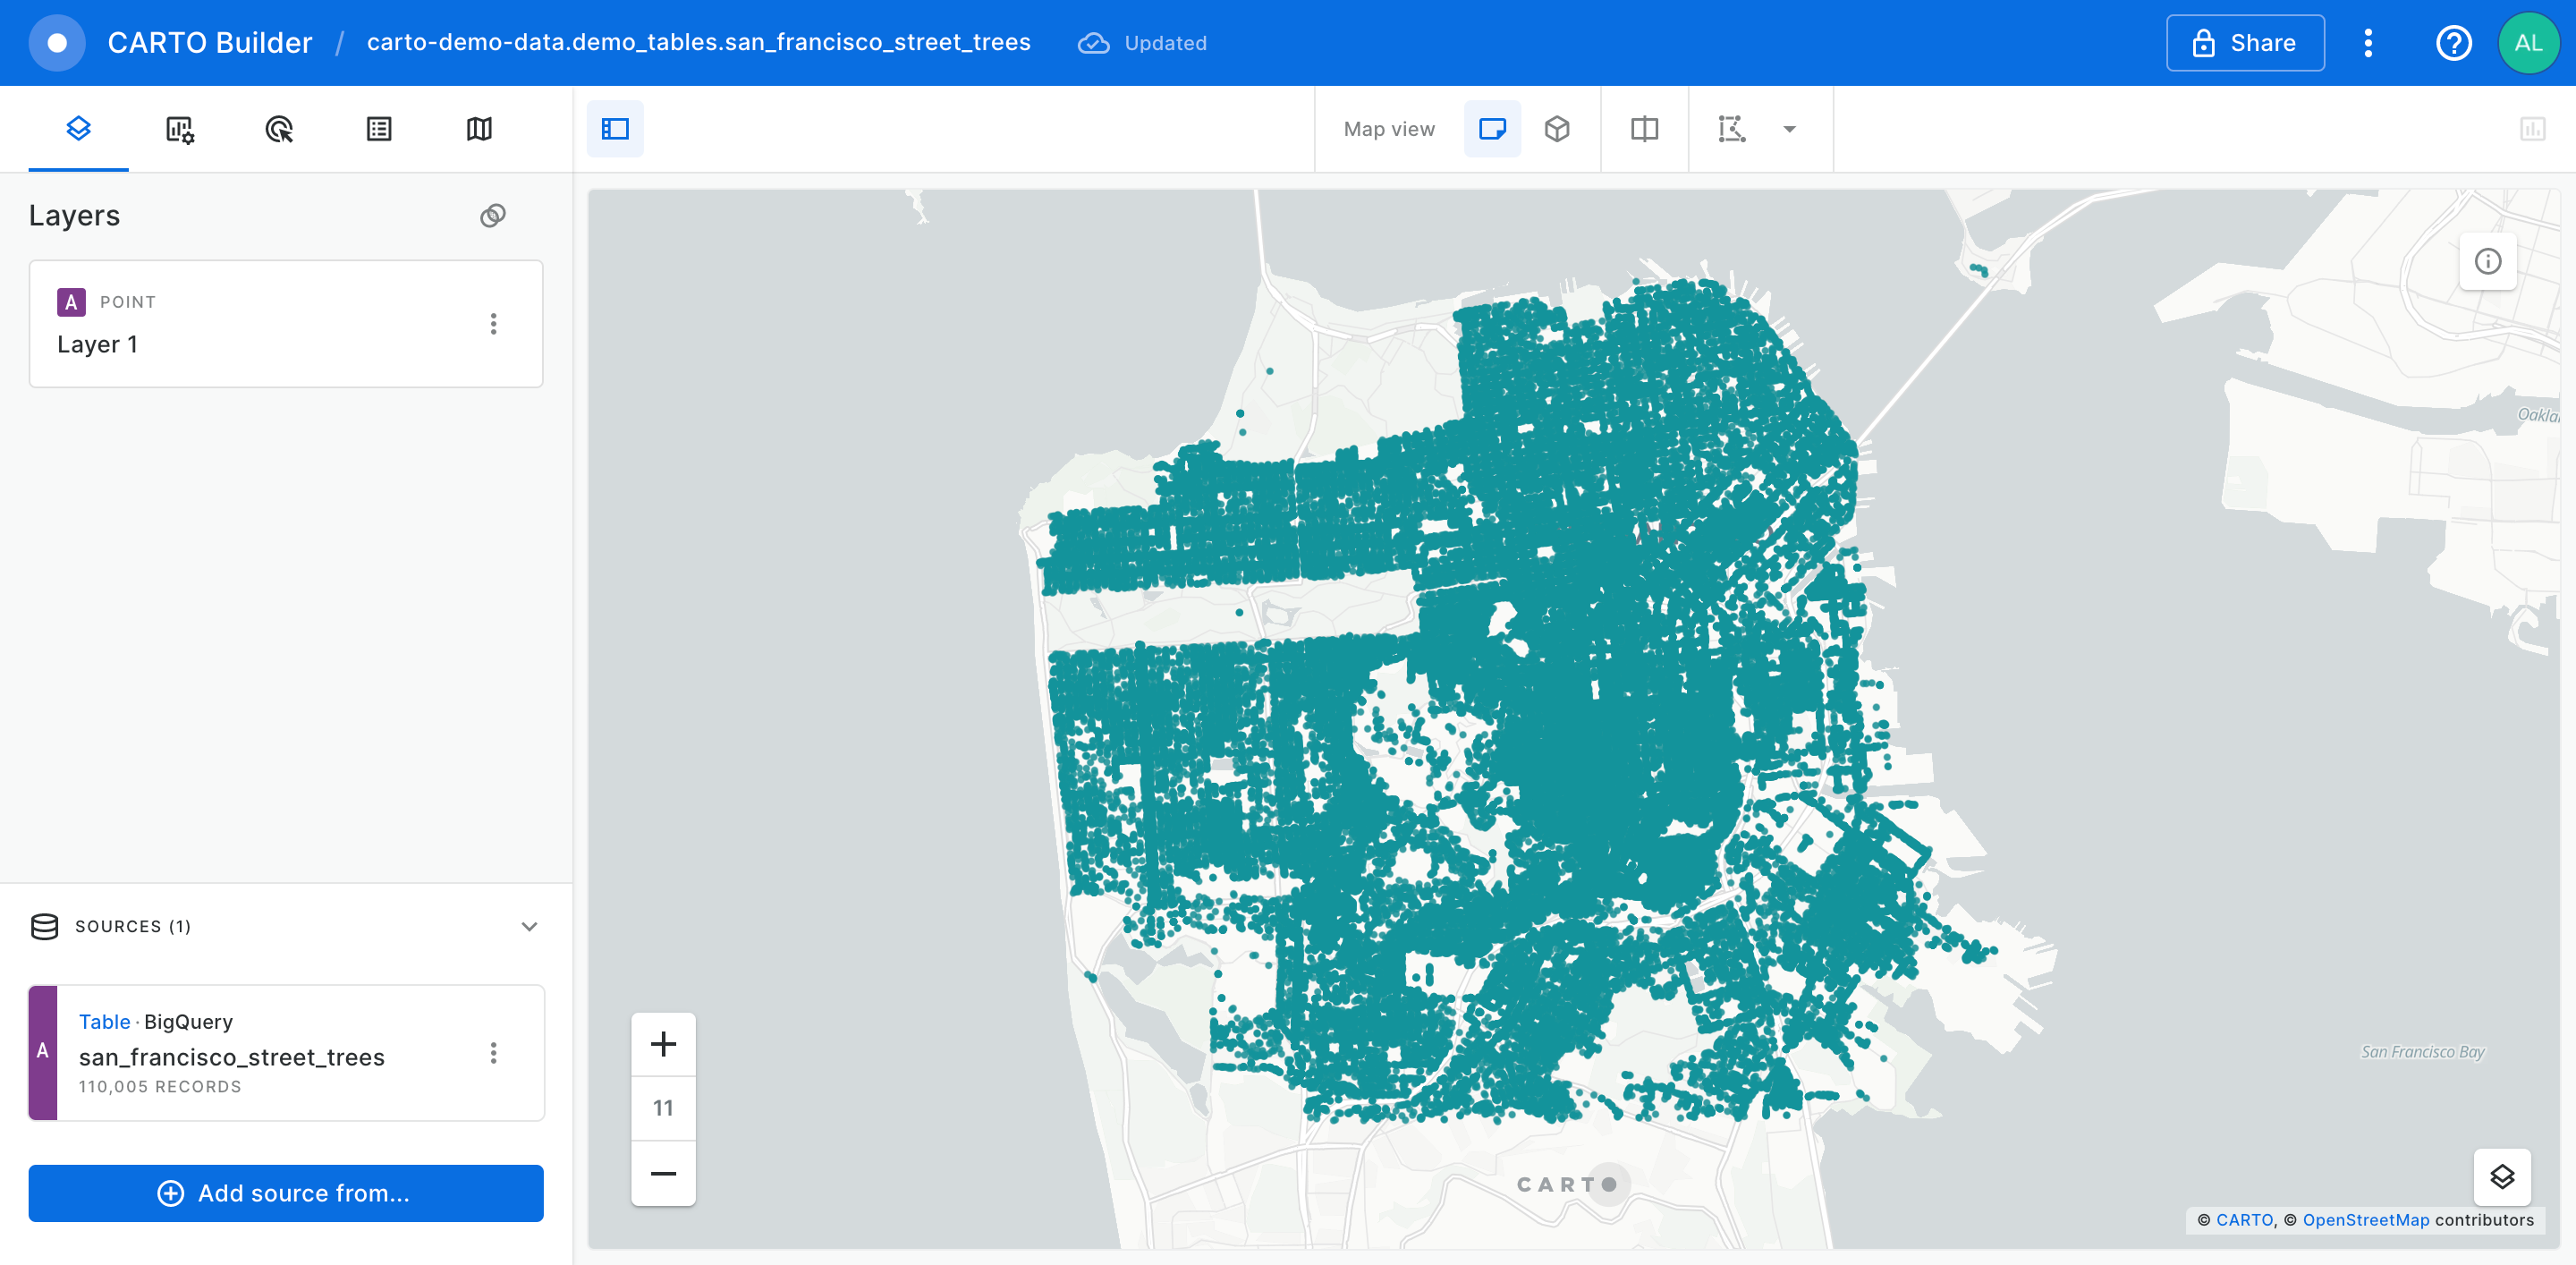 CARTO Builder / carto-demo-data.demo_tables.san_francisco_street_trees Updated Share AL
Map view
Layers
A POINT
Layer 1
SOURCES (1)
A
Table · BigQuery
san_francisco_street_trees
110,005 RECORDS
Add source from...
11
Oakla
San Francisco Bay
CARTO
© CARTO, © OpenStreetMap contributors